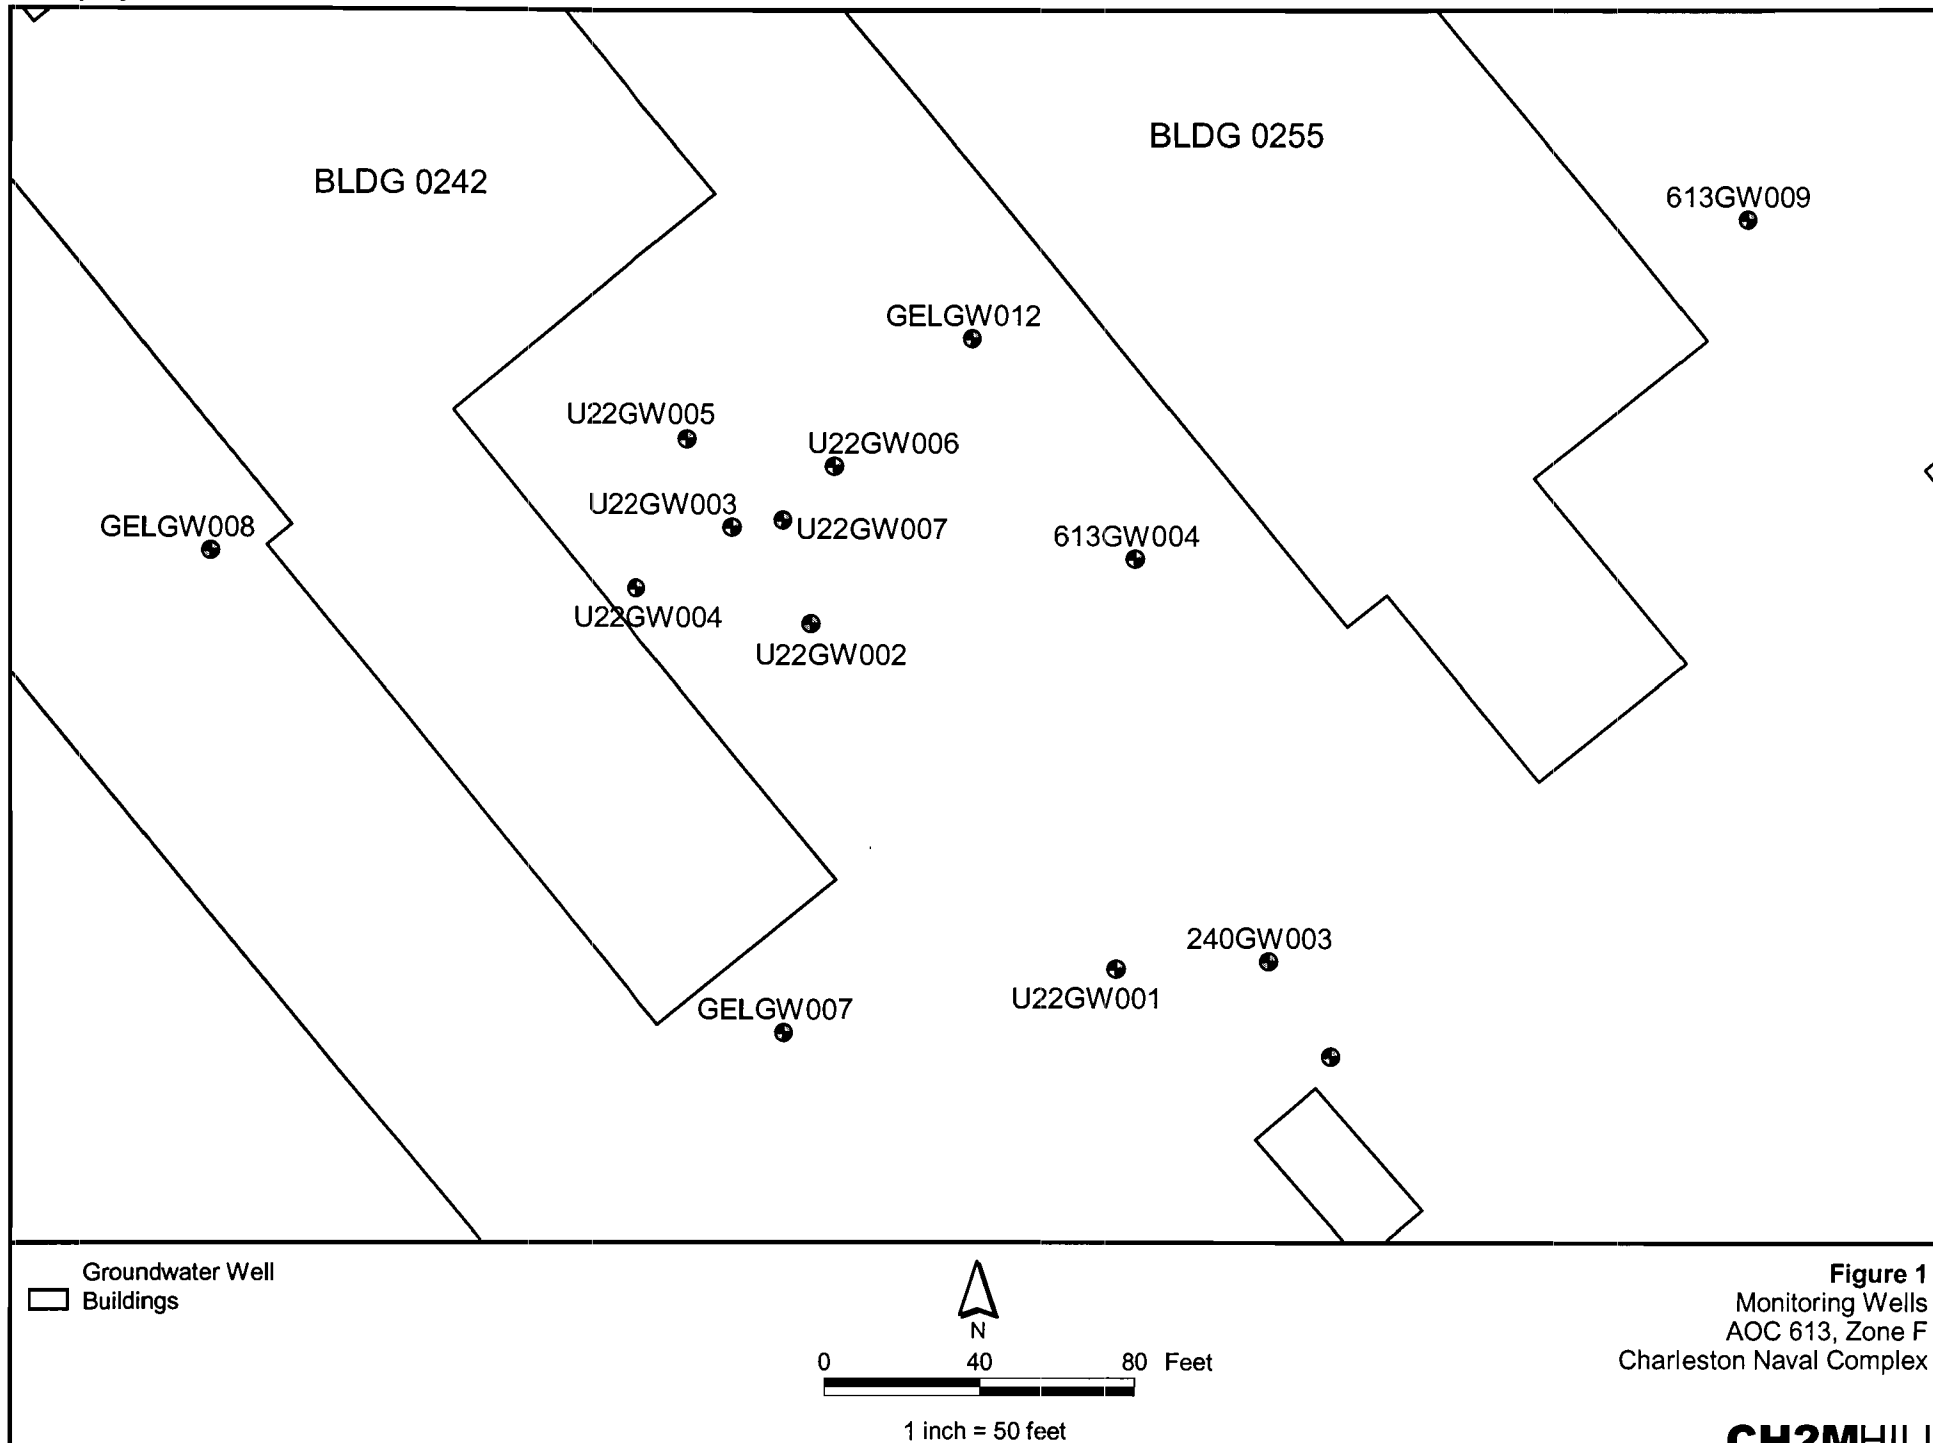 BLDG 0255
BLDG 0242
613GW009
GELGW012
U22GW005
U22GW006
U22GW003
GELGW008
U22GW007
613GW004
U22GW004
U22GW002
240GW003
U22GW001
GELGW007
Groundwater Well
Buildings
N
0 40 80 Feet
1 inch = 50 feet
Figure 1
Monitoring Wells
AOC 613, Zone F
Charleston Naval Complex
CH2MHILL